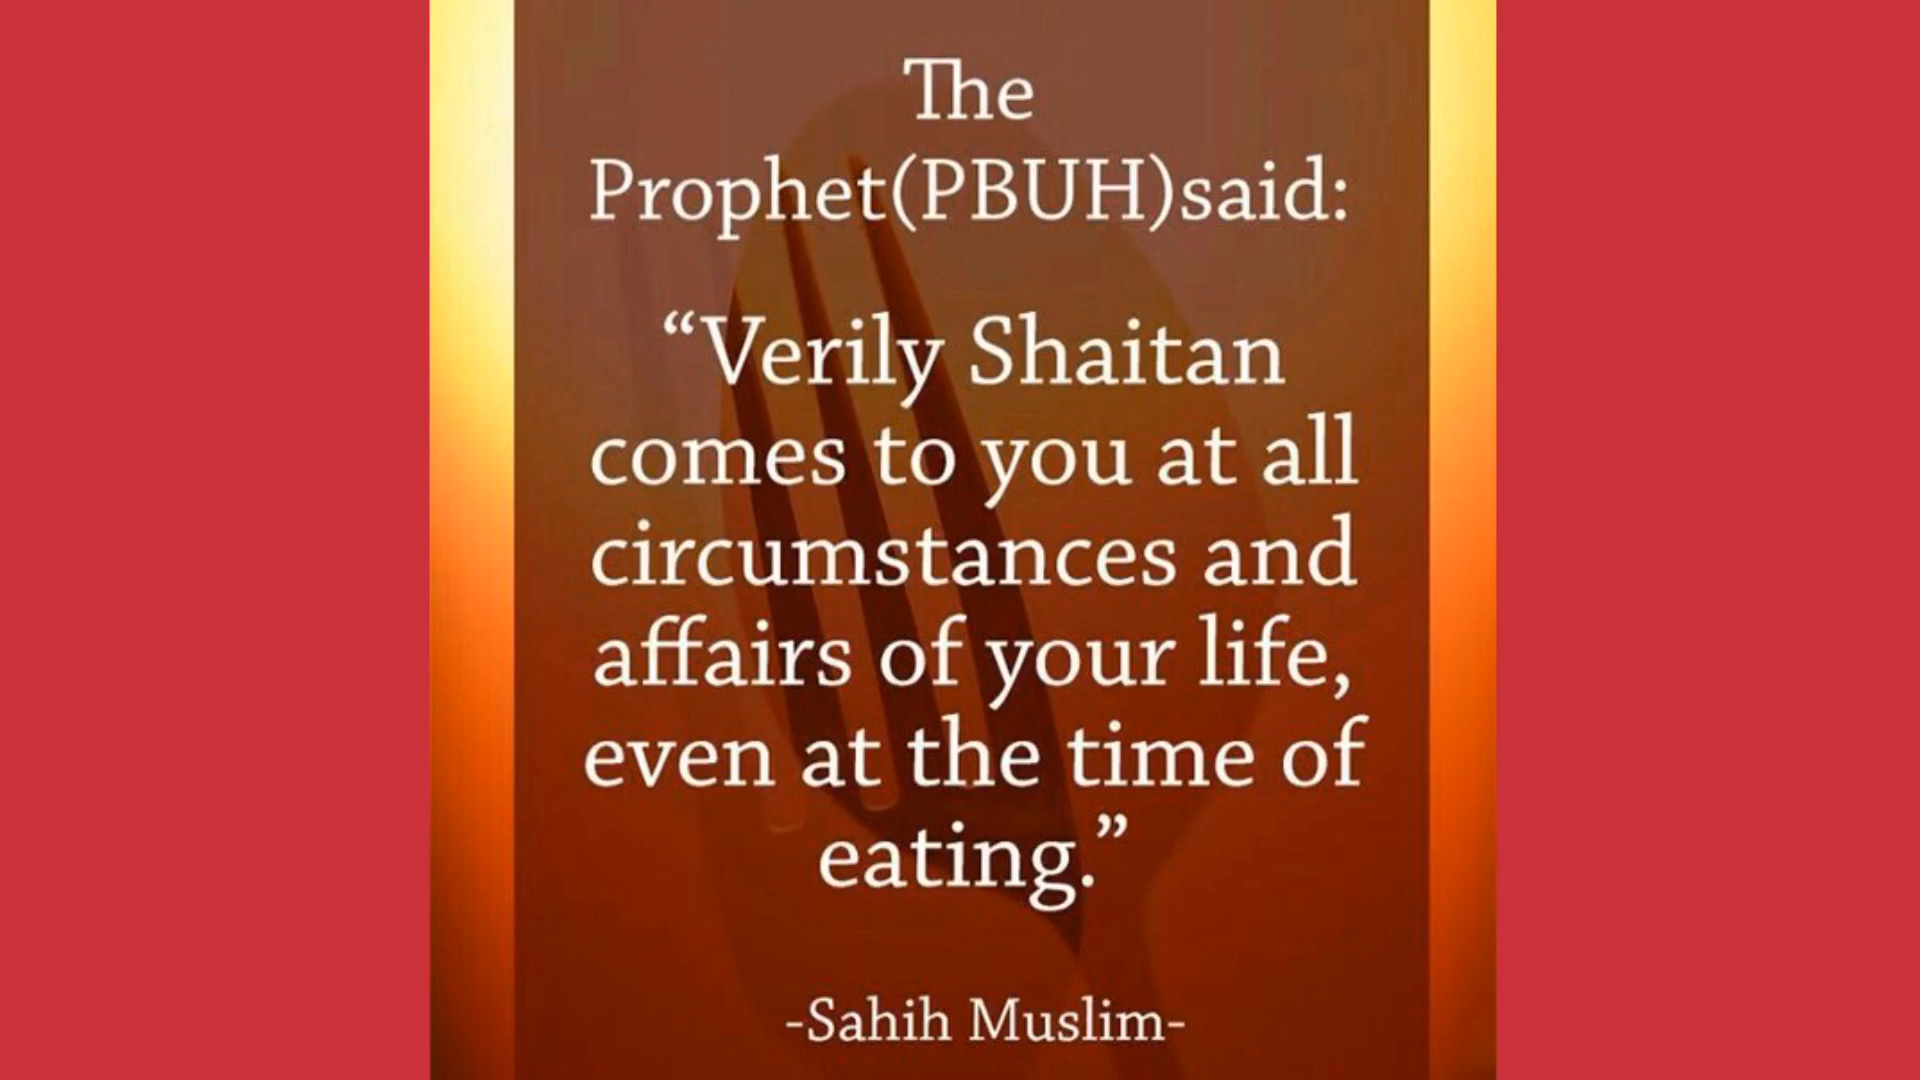 The
Prophet(PBUH)said:
“Verily Shaitan
comes to you at all
circumstances and
affairs of your life,
even at the time of
eating.”
-Sahih Muslim-